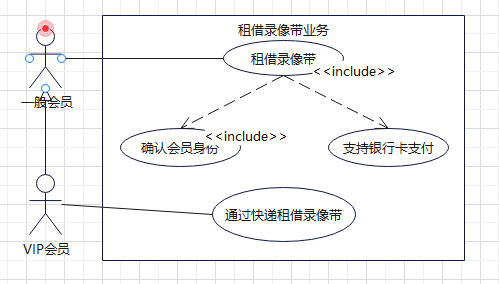 租借录像带业务
租借录像带
<<include>>
一般会员
<<include>>
确认会员身份
支持银行卡支付
通过快递租借录像带
VIP会员